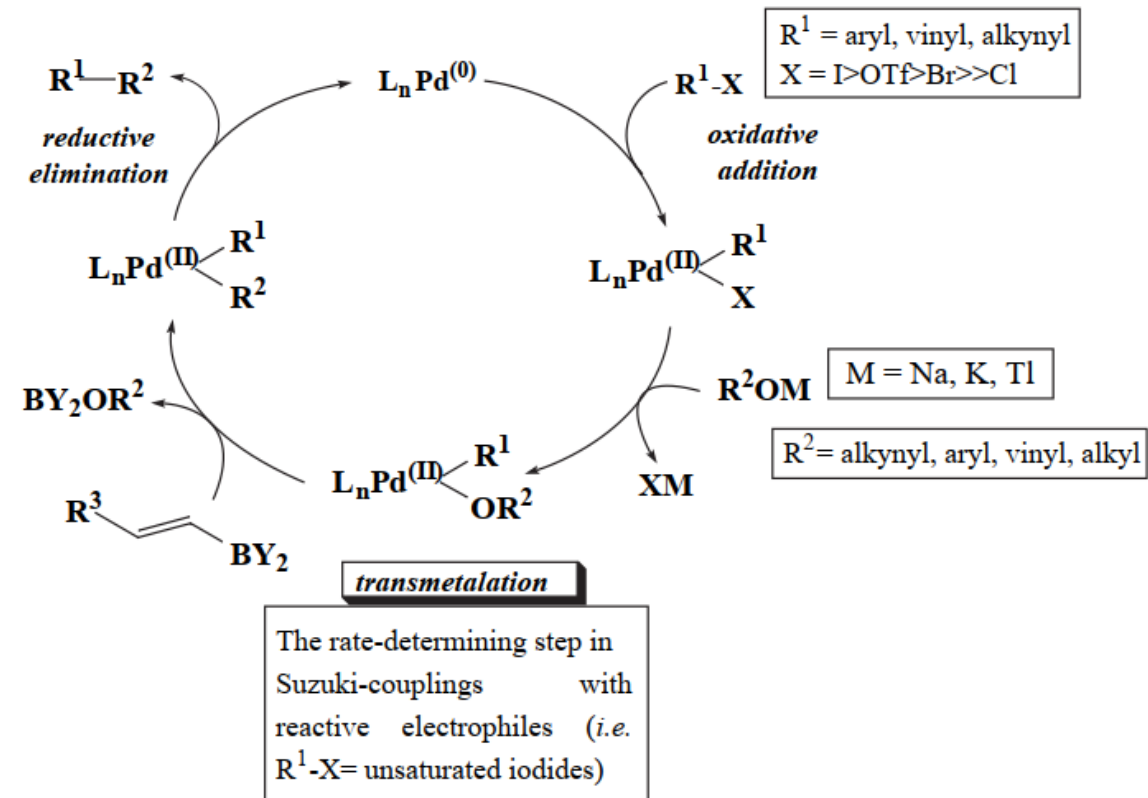 R¹ = aryl, vinyl, alkynyl
X = I>OTf>Br>>Cl
R¹—R²
LₙPd⁽⁰⁾
R¹-X
reductive
elimination
oxidative
addition
LₙPd⁽ᴵᴵ⁾
R¹
R²
LₙPd⁽ᴵᴵ⁾
R¹
X
BY₂OR²
R²OM
M = Na, K, Tl
R²= alkynyl, aryl, vinyl, alkyl
LₙPd⁽ᴵᴵ⁾
R¹
OR²
XM
R³
BY₂
transmetalation
The rate-determining step in
Suzuki-couplings with
reactive electrophiles (i.e.
R¹-X= unsaturated iodides)